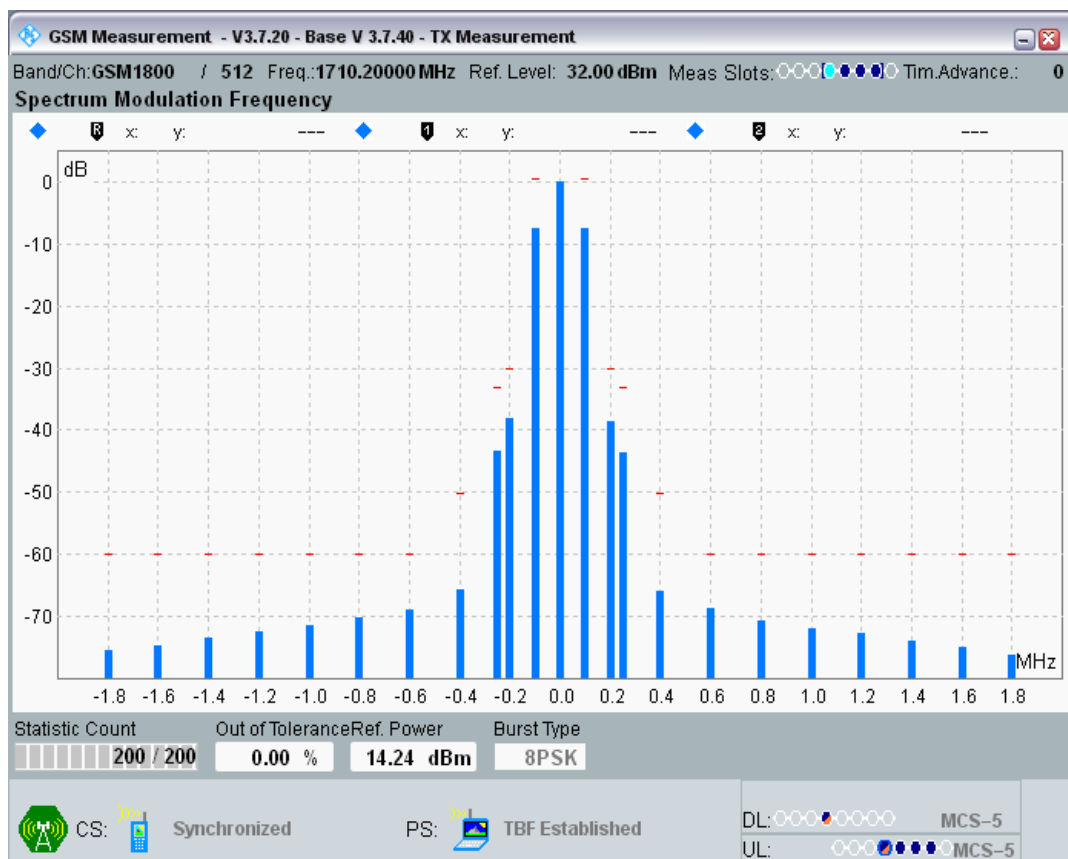 GSM Measurement - V3.7.20 - Base V 3.7.40 - TX Measurement
Band/Ch:GSM1800 / 512 Freq.:1710.20000 MHz Ref. Level: 32.00 dBm Meas Slots: Tim.Advance.: 0
Spectrum Modulation Frequency
R x: y: --- 1 x: y: --- 2 x: y: ---
dB
0
-10
-20
-30
-40
-50
-60
-70
MHz
-1.8 -1.6 -1.4 -1.2 -1.0 -0.8 -0.6 -0.4 -0.2 0.0 0.2 0.4 0.6 0.8 1.0 1.2 1.4 1.6 1.8
Statistic Count Out of Tolerance Ref. Power Burst Type
200 / 200 0.00 % 14.24 dBm 8PSK
DL: MCS-5
CS: Synchronized PS: TBF Established
UL: MCS-5